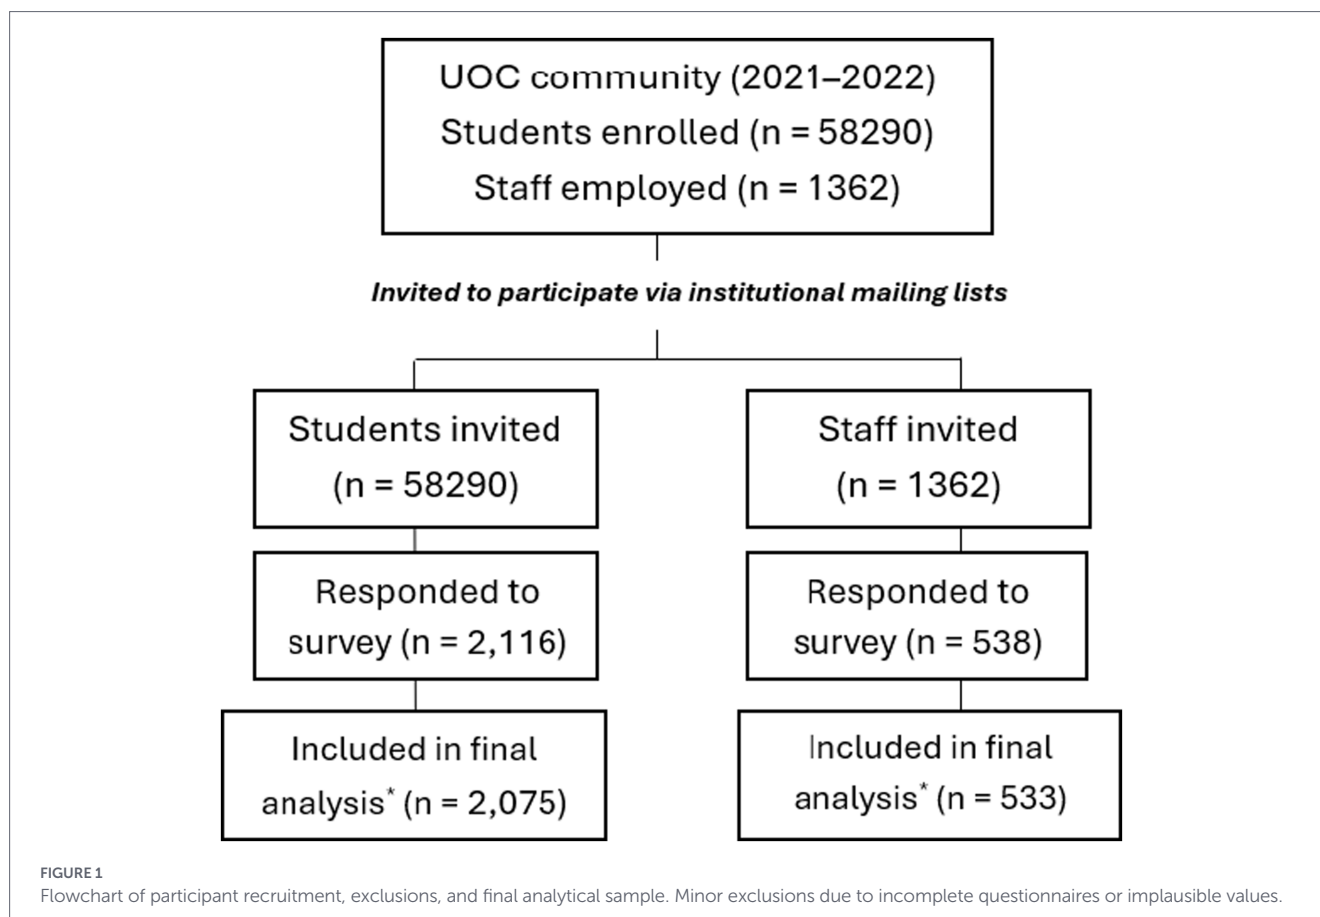 UOC community (2021–2022)
Students enrolled (n = 58290)
Staff employed (n = 1362)
Invited to participate via institutional mailing lists
Students invited
(n = 58290)
Staff invited
(n = 1362)
Responded to
survey (n = 2,116)
Responded to
survey (n = 538)
Included in final
analysis* (n = 2,075)
Included in final
analysis* (n = 533)
FIGURE 1
Flowchart of participant recruitment, exclusions, and final analytical sample. Minor exclusions due to incomplete questionnaires or implausible values.